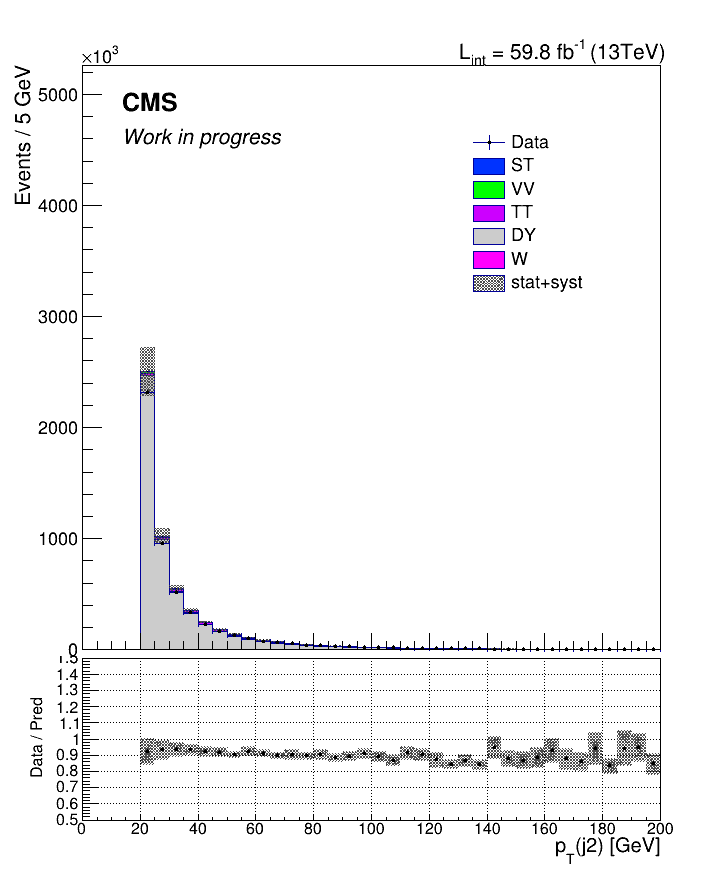 ×10³
L_int = 59.8 fb⁻¹ (13TeV)
Events / 5 GeV
5000
4000
3000
2000
1000
0
CMS
Work in progress
Data
ST
VV
TT
DY
W
stat+syst
Data / Pred
1.5
1.4
1.3
1.2
1.1
1
0.9
0.8
0.7
0.6
0.5
0 20 40 60 80 100 120 140 160 180 200
p_T(j2) [GeV]